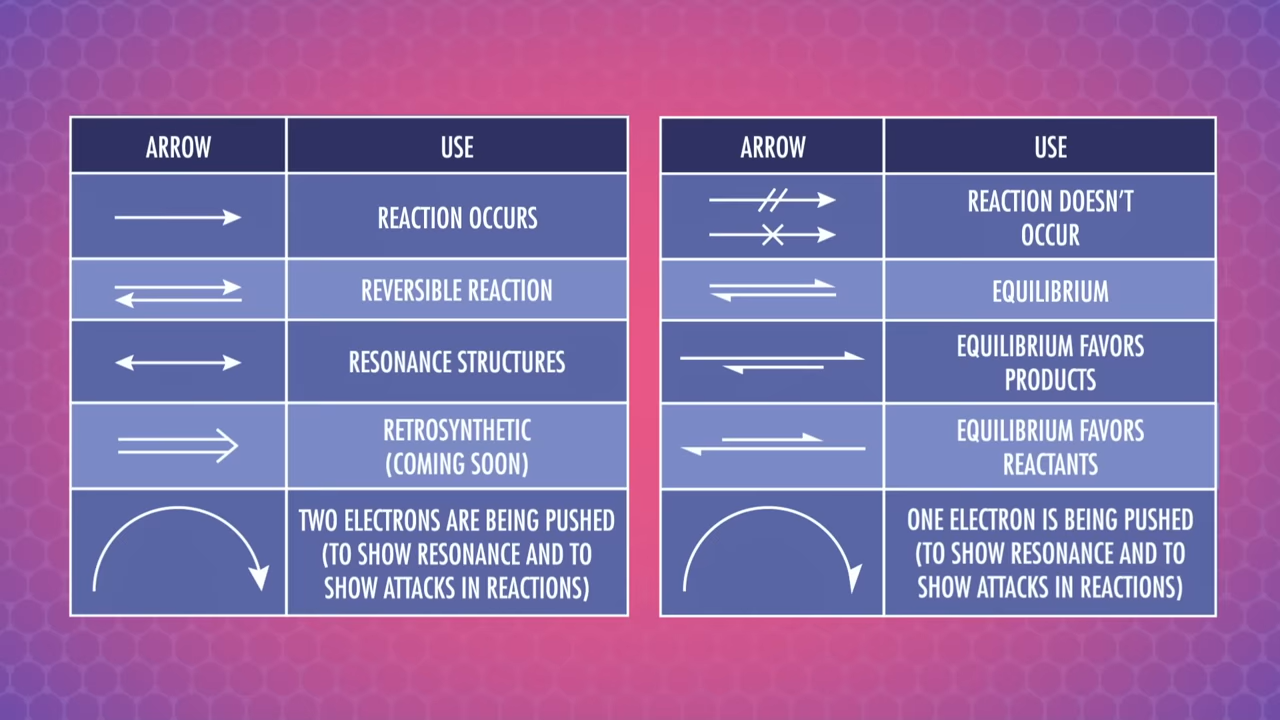 ARROW
USE
REACTION OCCURS
REVERSIBLE REACTION
RESONANCE STRUCTURES
RETROSYNTHETIC
(COMING SOON)
TWO ELECTRONS ARE BEING PUSHED
(TO SHOW RESONANCE AND TO
SHOW ATTACKS IN REACTIONS)
ARROW
USE
REACTION DOESN'T
OCCUR
EQUILIBRIUM
EQUILIBRIUM FAVORS
PRODUCTS
EQUILIBRIUM FAVORS
REACTANTS
ONE ELECTRON IS BEING PUSHED
(TO SHOW RESONANCE AND TO
SHOW ATTACKS IN REACTIONS)